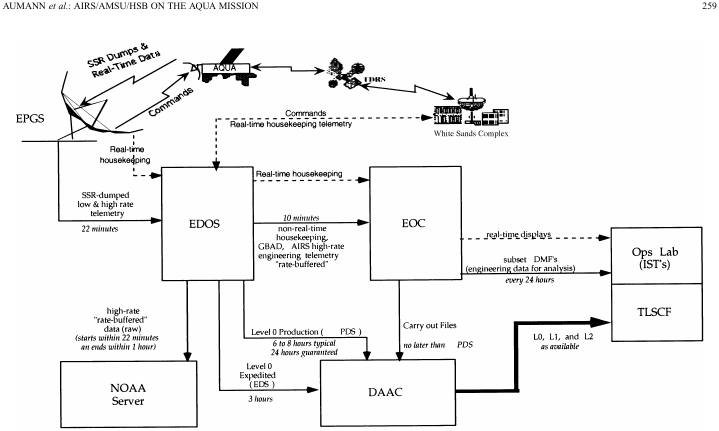 AUMANN et al.: AIRS/AMSU/HSB ON THE AQUA MISSION
259
SSR Dumps &
Real-Time Data
AQUA
TDRS
EPGS
Commands
Commands
Real-time housekeeping telemetry
White Sands Complex
Real-time
housekeeping
Real-time housekeeping
SSR-dumped
low & high rate
telemetry
22 minutes
EDOS
10 minutes
non-real-time
housekeeping,
GBAD, AIRS high-rate
engineering telemetry
"rate-buffered"
EOC
real-time displays
subset DMF's
(engineering data for analysis)
every 24 hours
Ops Lab
(IST's)
TLSCF
high-rate
"rate-buffered"
data (raw)
(starts within 22 minutes
an ends within 1 hour)
Level 0 Production ( PDS )
6 to 8 hours typical
24 hours guaranteed
Carry out Files
no later than PDS
L0, L1, and L2
as available
Level 0
Expedited
(EDS )
3 hours
NOAA
Server
DAAC